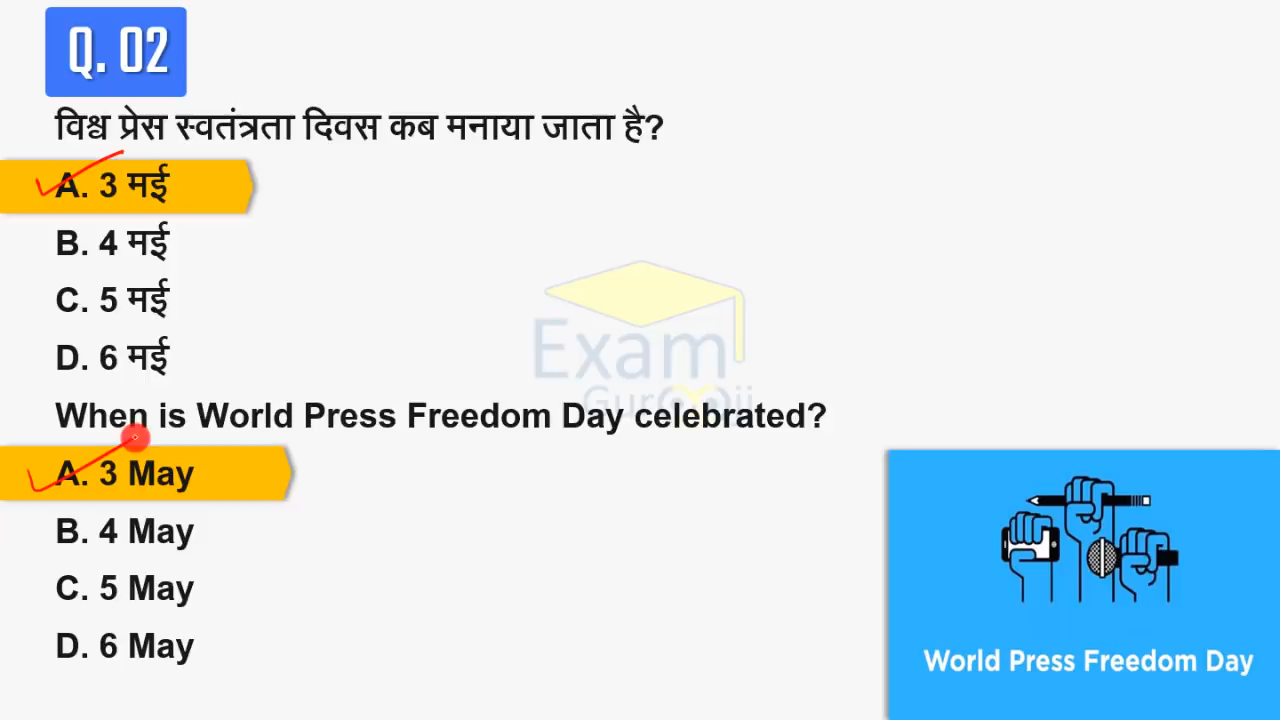 Q. 02
विश्व प्रेस स्वतंत्रता दिवस कब मनाया जाता है?
A. 3 मई
B. 4 मई
C. 5 मई
D. 6 मई
Exam
Guruuji
When is World Press Freedom Day celebrated?
A. 3 May
B. 4 May
C. 5 May
D. 6 May
World Press Freedom Day